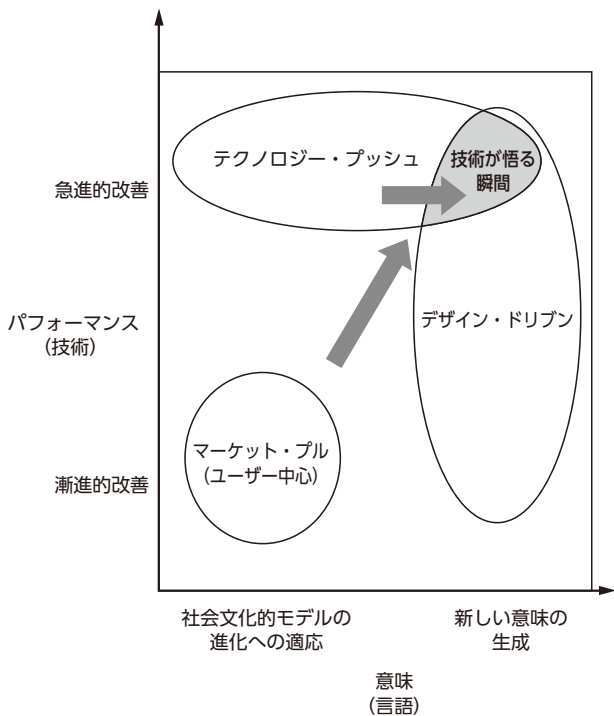 テクノロジー・プッシュ
技術が悟る
瞬間
急進的改善
パフォーマンス
（技術）
デザイン・ドリブン
マーケット・プル
（ユーザー中心）
漸進的改善
社会文化的モデルの
進化への適応
新しい意味の
生成
意味
（言語）